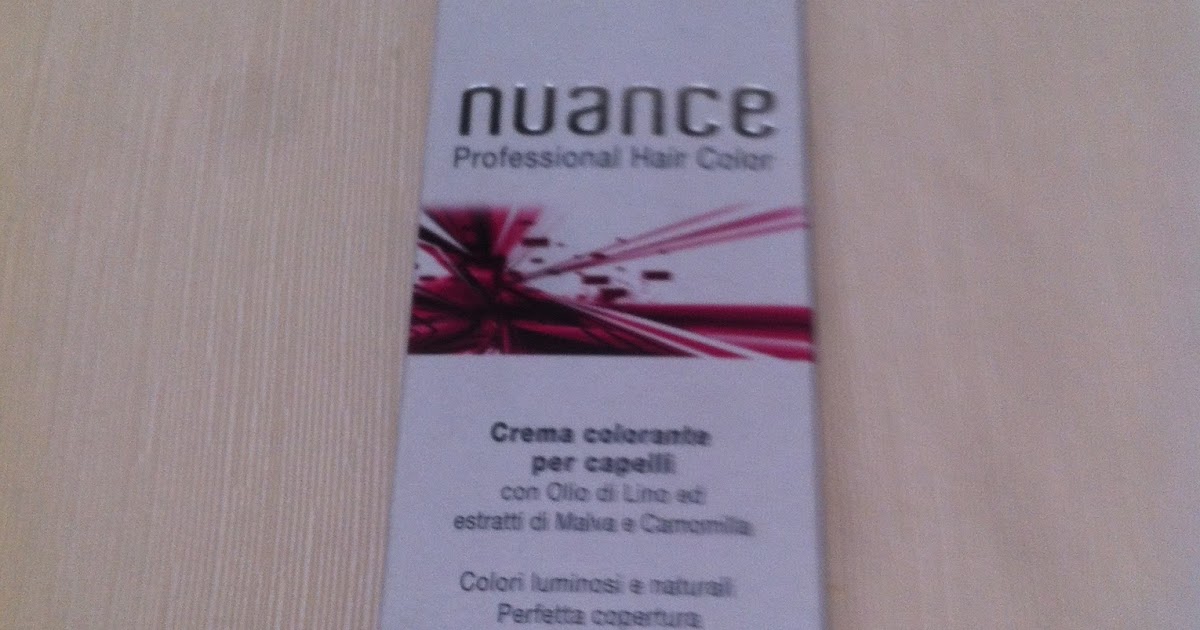 nuance
Professional Hair Color
Crema colorante
per capelli
con Olio di Lino ed
estratti di Malva e Camomilla
Colori luminosi e naturali
Perfetta copertura